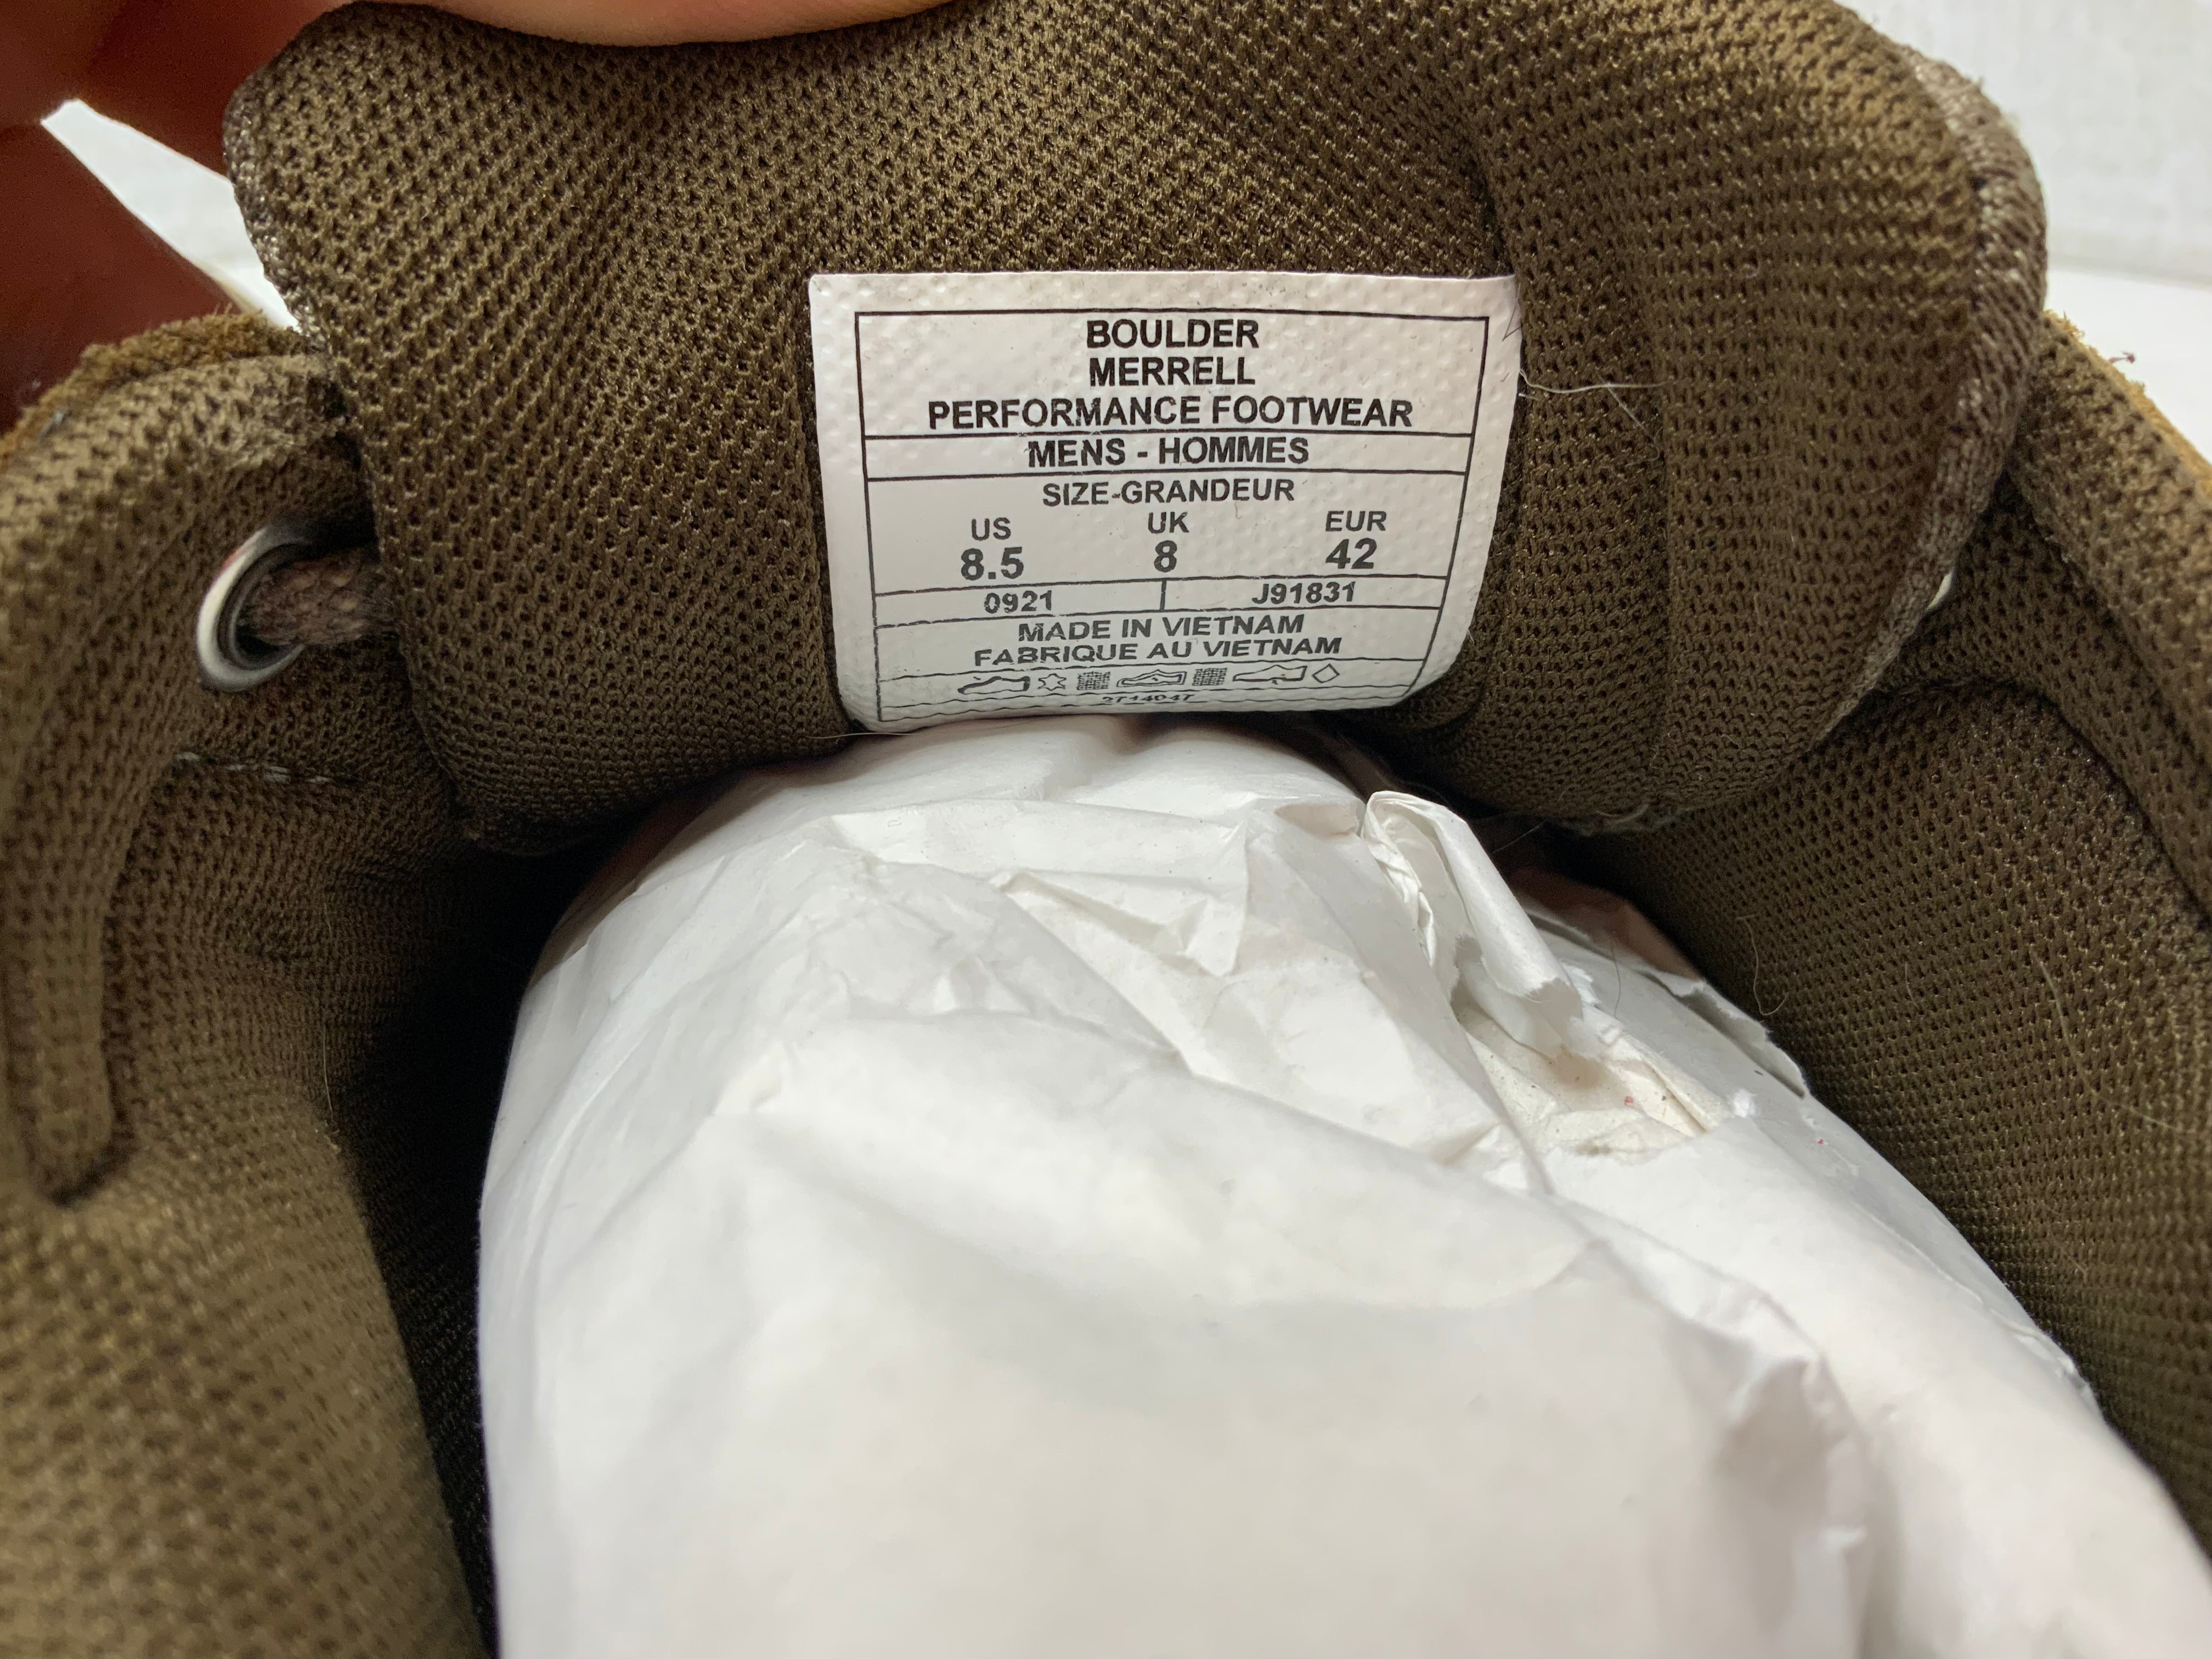 BOULDER
MERRELL
PERFORMANCE FOOTWEAR
MENS - HOMMES
SIZE-GRANDEUR
US UK EUR
8.5 8 42
0921 J91831
MADE IN VIETNAM
FABRIQUE AU VIETNAM